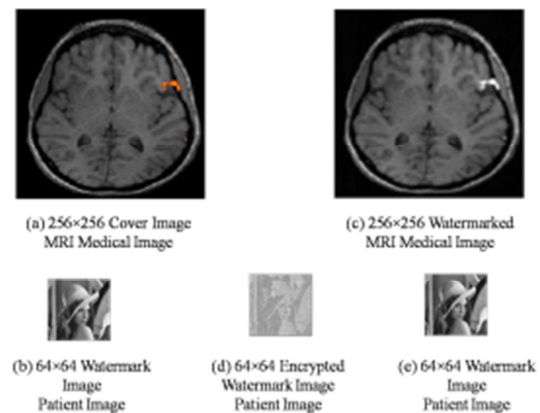 (a) 256×256 Cover Image
MRI Medical Image
(c) 256×256 Watermarked
MRI Medical Image
(b) 64×64 Watermark
Image
Patient Image
(d) 64×64 Encrypted
Watermark Image
Patient Image
(e) 64×64 Watermark
Image
Patient Image